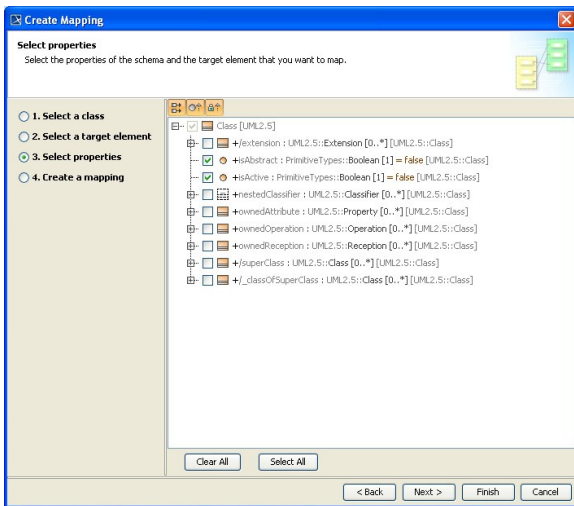 Create Mapping
Select properties
Select the properties of the schema and the target element that you want to map.
1. Select a class
2. Select a target element
3. Select properties
4. Create a mapping
Class [UML2.5]
+/extension : UML2.5::Extension [0..*] [UML2.5::Class]
+isAbstract : PrimitiveTypes::Boolean [1] = false [UML2.5::Class]
+isActive : PrimitiveTypes::Boolean [1] = false [UML2.5::Class]
+nestedClassifier : UML2.5::Classifier [0..*] [UML2.5::Class]
+ownedAttribute : UML2.5::Property [0..*] [UML2.5::Class]
+ownedOperation : UML2.5::Operation [0..*] [UML2.5::Class]
+ownedReception : UML2.5::Reception [0..*] [UML2.5::Class]
+/superClass : UML2.5::Class [0..*] [UML2.5::Class]
+/_classOfSuperClass : UML2.5::Class [0..*] [UML2.5::Class]
Clear All Select All
< Back Next > Finish Cancel